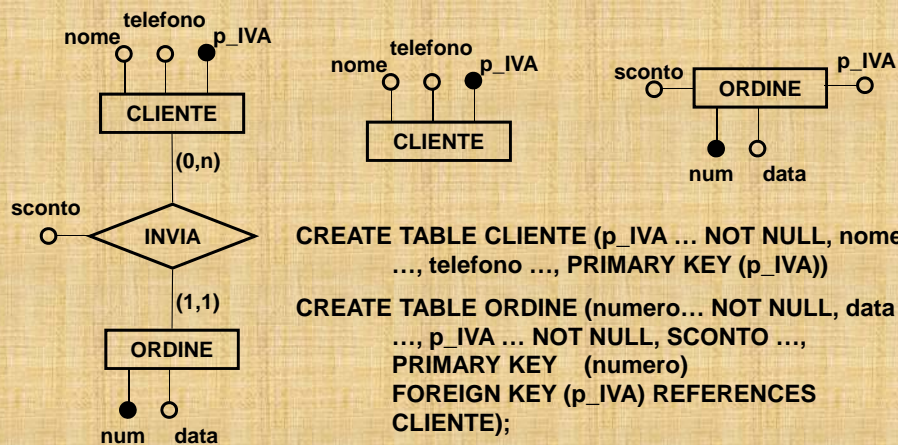 telefono
nome
p_IVA
CLIENTE
(0,n)
sconto
INVIA
(1,1)
ORDINE
num
data
telefono
nome
p_IVA
CLIENTE
sconto
ORDINE
p_IVA
num
data
CREATE TABLE CLIENTE (p_IVA … NOT NULL, nome
…, telefono …, PRIMARY KEY (p_IVA))
CREATE TABLE ORDINE (numero… NOT NULL, data
…, p_IVA … NOT NULL, SCONTO …,
PRIMARY KEY (numero)
FOREIGN KEY (p_IVA) REFERENCES
CLIENTE);